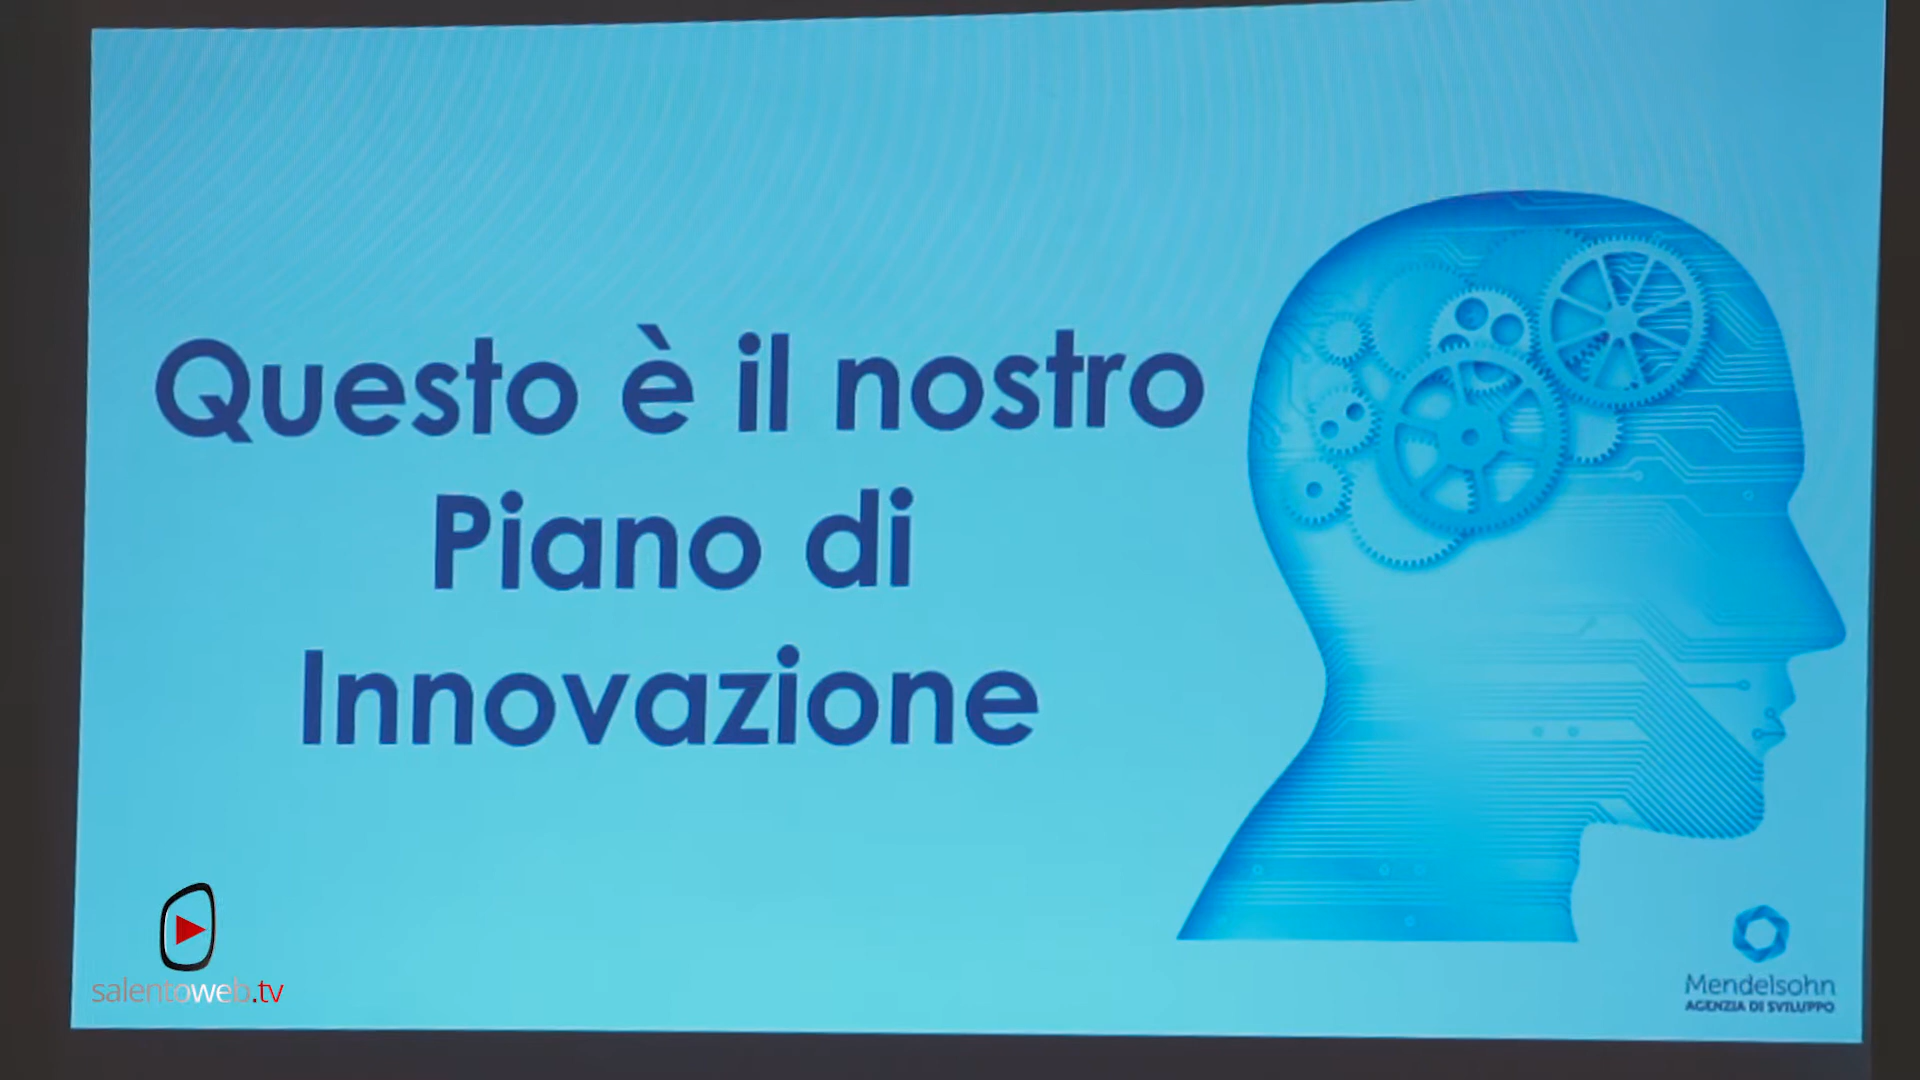 Questo è il nostro
Piano di
Innovazione
salentoweb.tv
Mendelsohn
AGENZIA DI SVILUPPO